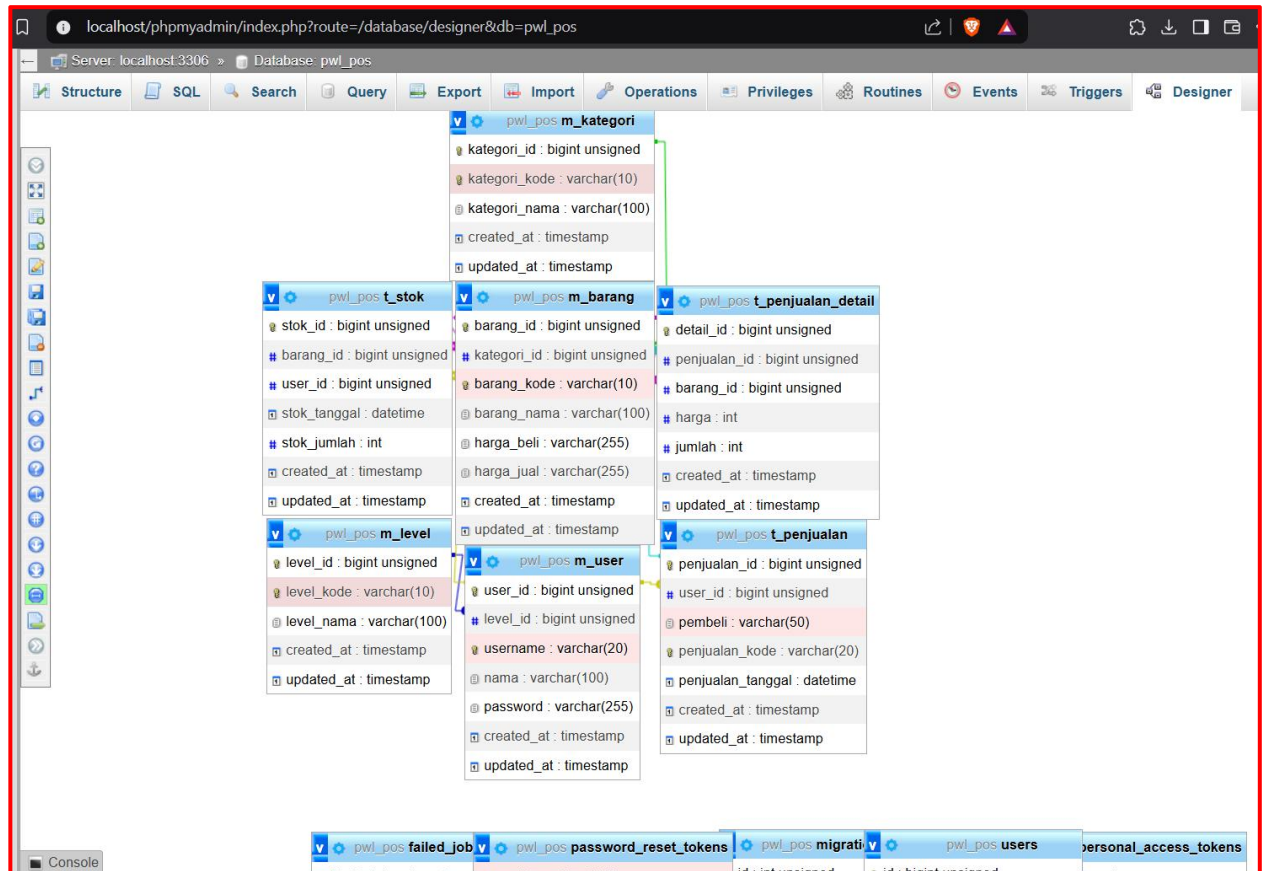 localhost/phpmyadmin/index.php?route=/database/designer&db=pwl_pos
Server: localhost:3306 » Database: pwl_pos
Structure SQL Search Query Export Import Operations Privileges Routines Events Triggers Designer
v pwl_pos m_kategori
kategori_id : bigint unsigned
kategori_kode : varchar(10)
kategori_nama : varchar(100)
created_at : timestamp
updated_at : timestamp
v pwl_pos t_stok
stok_id : bigint unsigned
# barang_id : bigint unsigned
# user_id : bigint unsigned
stok_tanggal : datetime
# stok_jumlah : int
created_at : timestamp
updated_at : timestamp
v pwl_pos m_barang
barang_id : bigint unsigned
# kategori_id : bigint unsigned
barang_kode : varchar(10)
barang_nama : varchar(100)
harga_beli : varchar(255)
harga_jual : varchar(255)
created_at : timestamp
updated_at : timestamp
v pwl_pos t_penjualan_detail
detail_id : bigint unsigned
# penjualan_id : bigint unsigned
# barang_id : bigint unsigned
# harga : int
# jumlah : int
created_at : timestamp
updated_at : timestamp
v pwl_pos m_level
level_id : bigint unsigned
level_kode : varchar(10)
level_nama : varchar(100)
created_at : timestamp
updated_at : timestamp
v pwl_pos m_user
user_id : bigint unsigned
# level_id : bigint unsigned
username : varchar(20)
nama : varchar(100)
password : varchar(255)
created_at : timestamp
updated_at : timestamp
v pwl_pos t_penjualan
penjualan_id : bigint unsigned
# user_id : bigint unsigned
pembeli : varchar(50)
penjualan_kode : varchar(20)
penjualan_tanggal : datetime
created_at : timestamp
updated_at : timestamp
v pwl_pos failed_job v pwl_pos password_reset_tokens pwl_pos migrati v pwl_pos users personal_access_tokens
Console